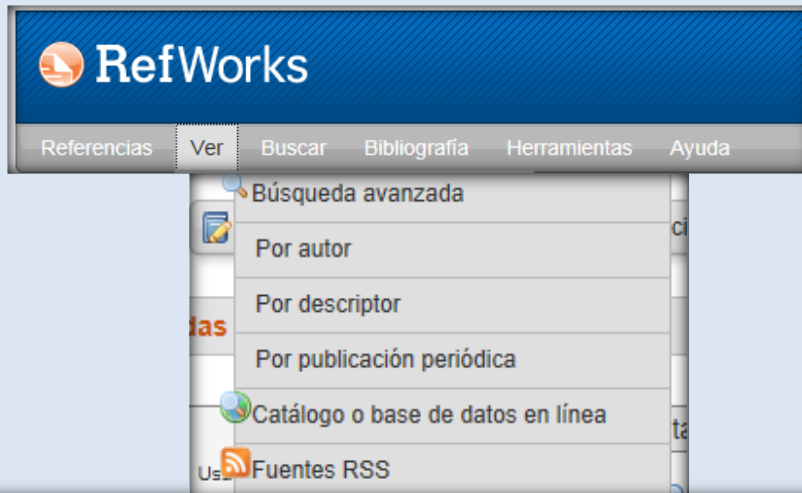 RefWorks
Referencias Ver Buscar Bibliografía Herramientas Ayuda
Búsqueda avanzada
Por autor
Por descriptor
Por publicación periódica
Catálogo o base de datos en línea
Fuentes RSS